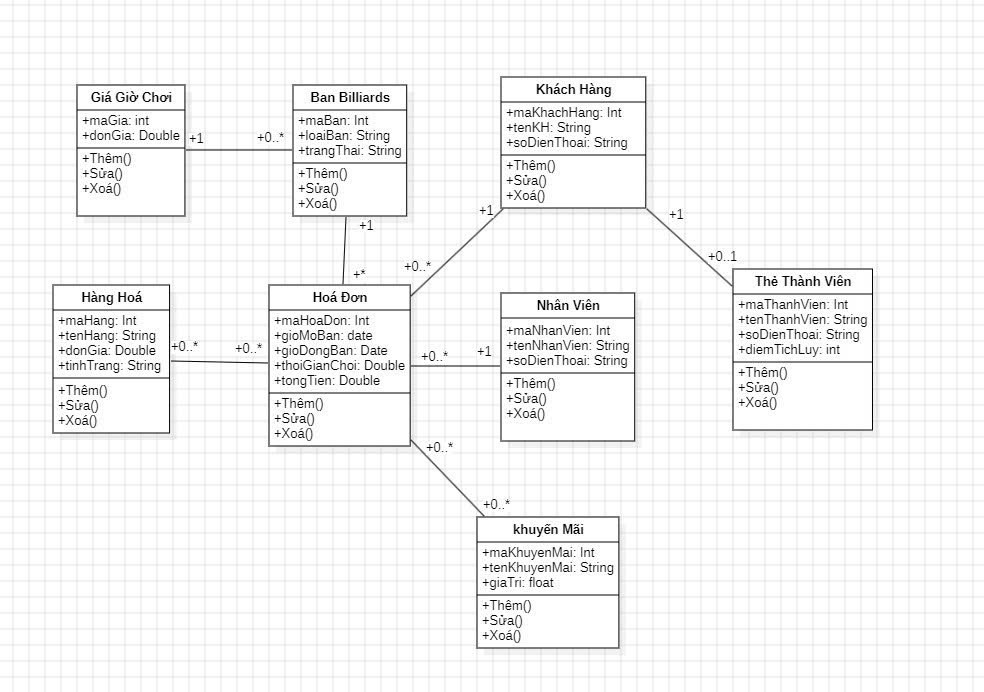 Giá Giờ Chơi
+maGia: int
+donGia: Double
+Thêm()
+Sửa()
+Xoá()
+1
+0..*
Ban Billiards
+maBan: Int
+loaiBan: String
+trangThai: String
+Thêm()
+Sửa()
+Xoá()
Khách Hàng
+maKhachHang: Int
+tenKH: String
+soDienThoai: String
+Thêm()
+Sửa()
+Xoá()
+1
+*
+1
+0..*
+1
+0..1
Hàng Hoá
+maHang: Int
+tenHang: String
+donGia: Double
+tinhTrang: String
+Thêm()
+Sửa()
+Xoá()
+0..*
+0..*
Hoá Đơn
+maHoaDon: Int
+gioMoBan: date
+gioDongBan: Date
+thoiGianChoi: Double
+tongTien: Double
+Thêm()
+Sửa()
+Xoá()
+0..*
+1
Nhân Viên
+maNhanVien: Int
+tenNhanVien: String
+soDienThoai: String
+Thêm()
+Sửa()
+Xoá()
Thẻ Thành Viên
+maThanhVien: Int
+tenThanhVien: String
+soDienThoai: String
+diemTichLuy: int
+Thêm()
+Sửa()
+Xoá()
+0..*
+0..*
khuyến Mãi
+maKhuyenMai: Int
+tenKhuyenMai: String
+giaTri: float
+Thêm()
+Sửa()
+Xoá()